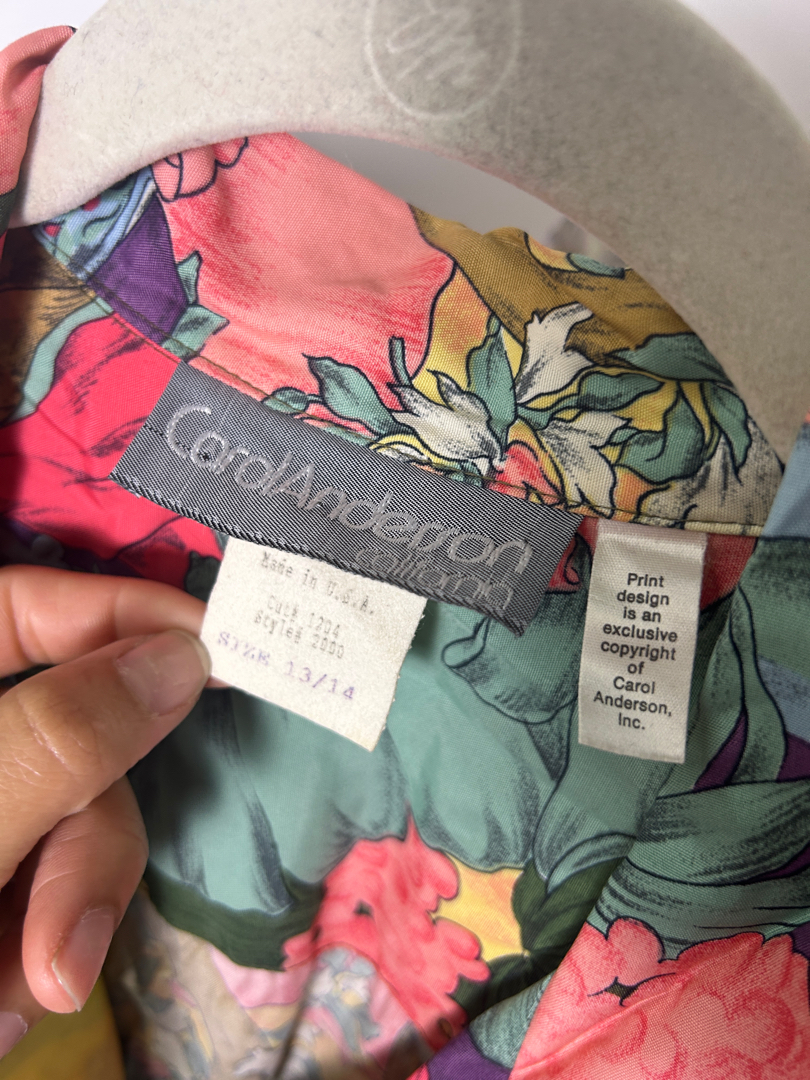 CarolAnderson
california
Made in U.S.A.
Cut# 1204
Style# 2000
SIZE 13/14
Print
design
is an
exclusive
copyright
of
Carol
Anderson,
Inc.